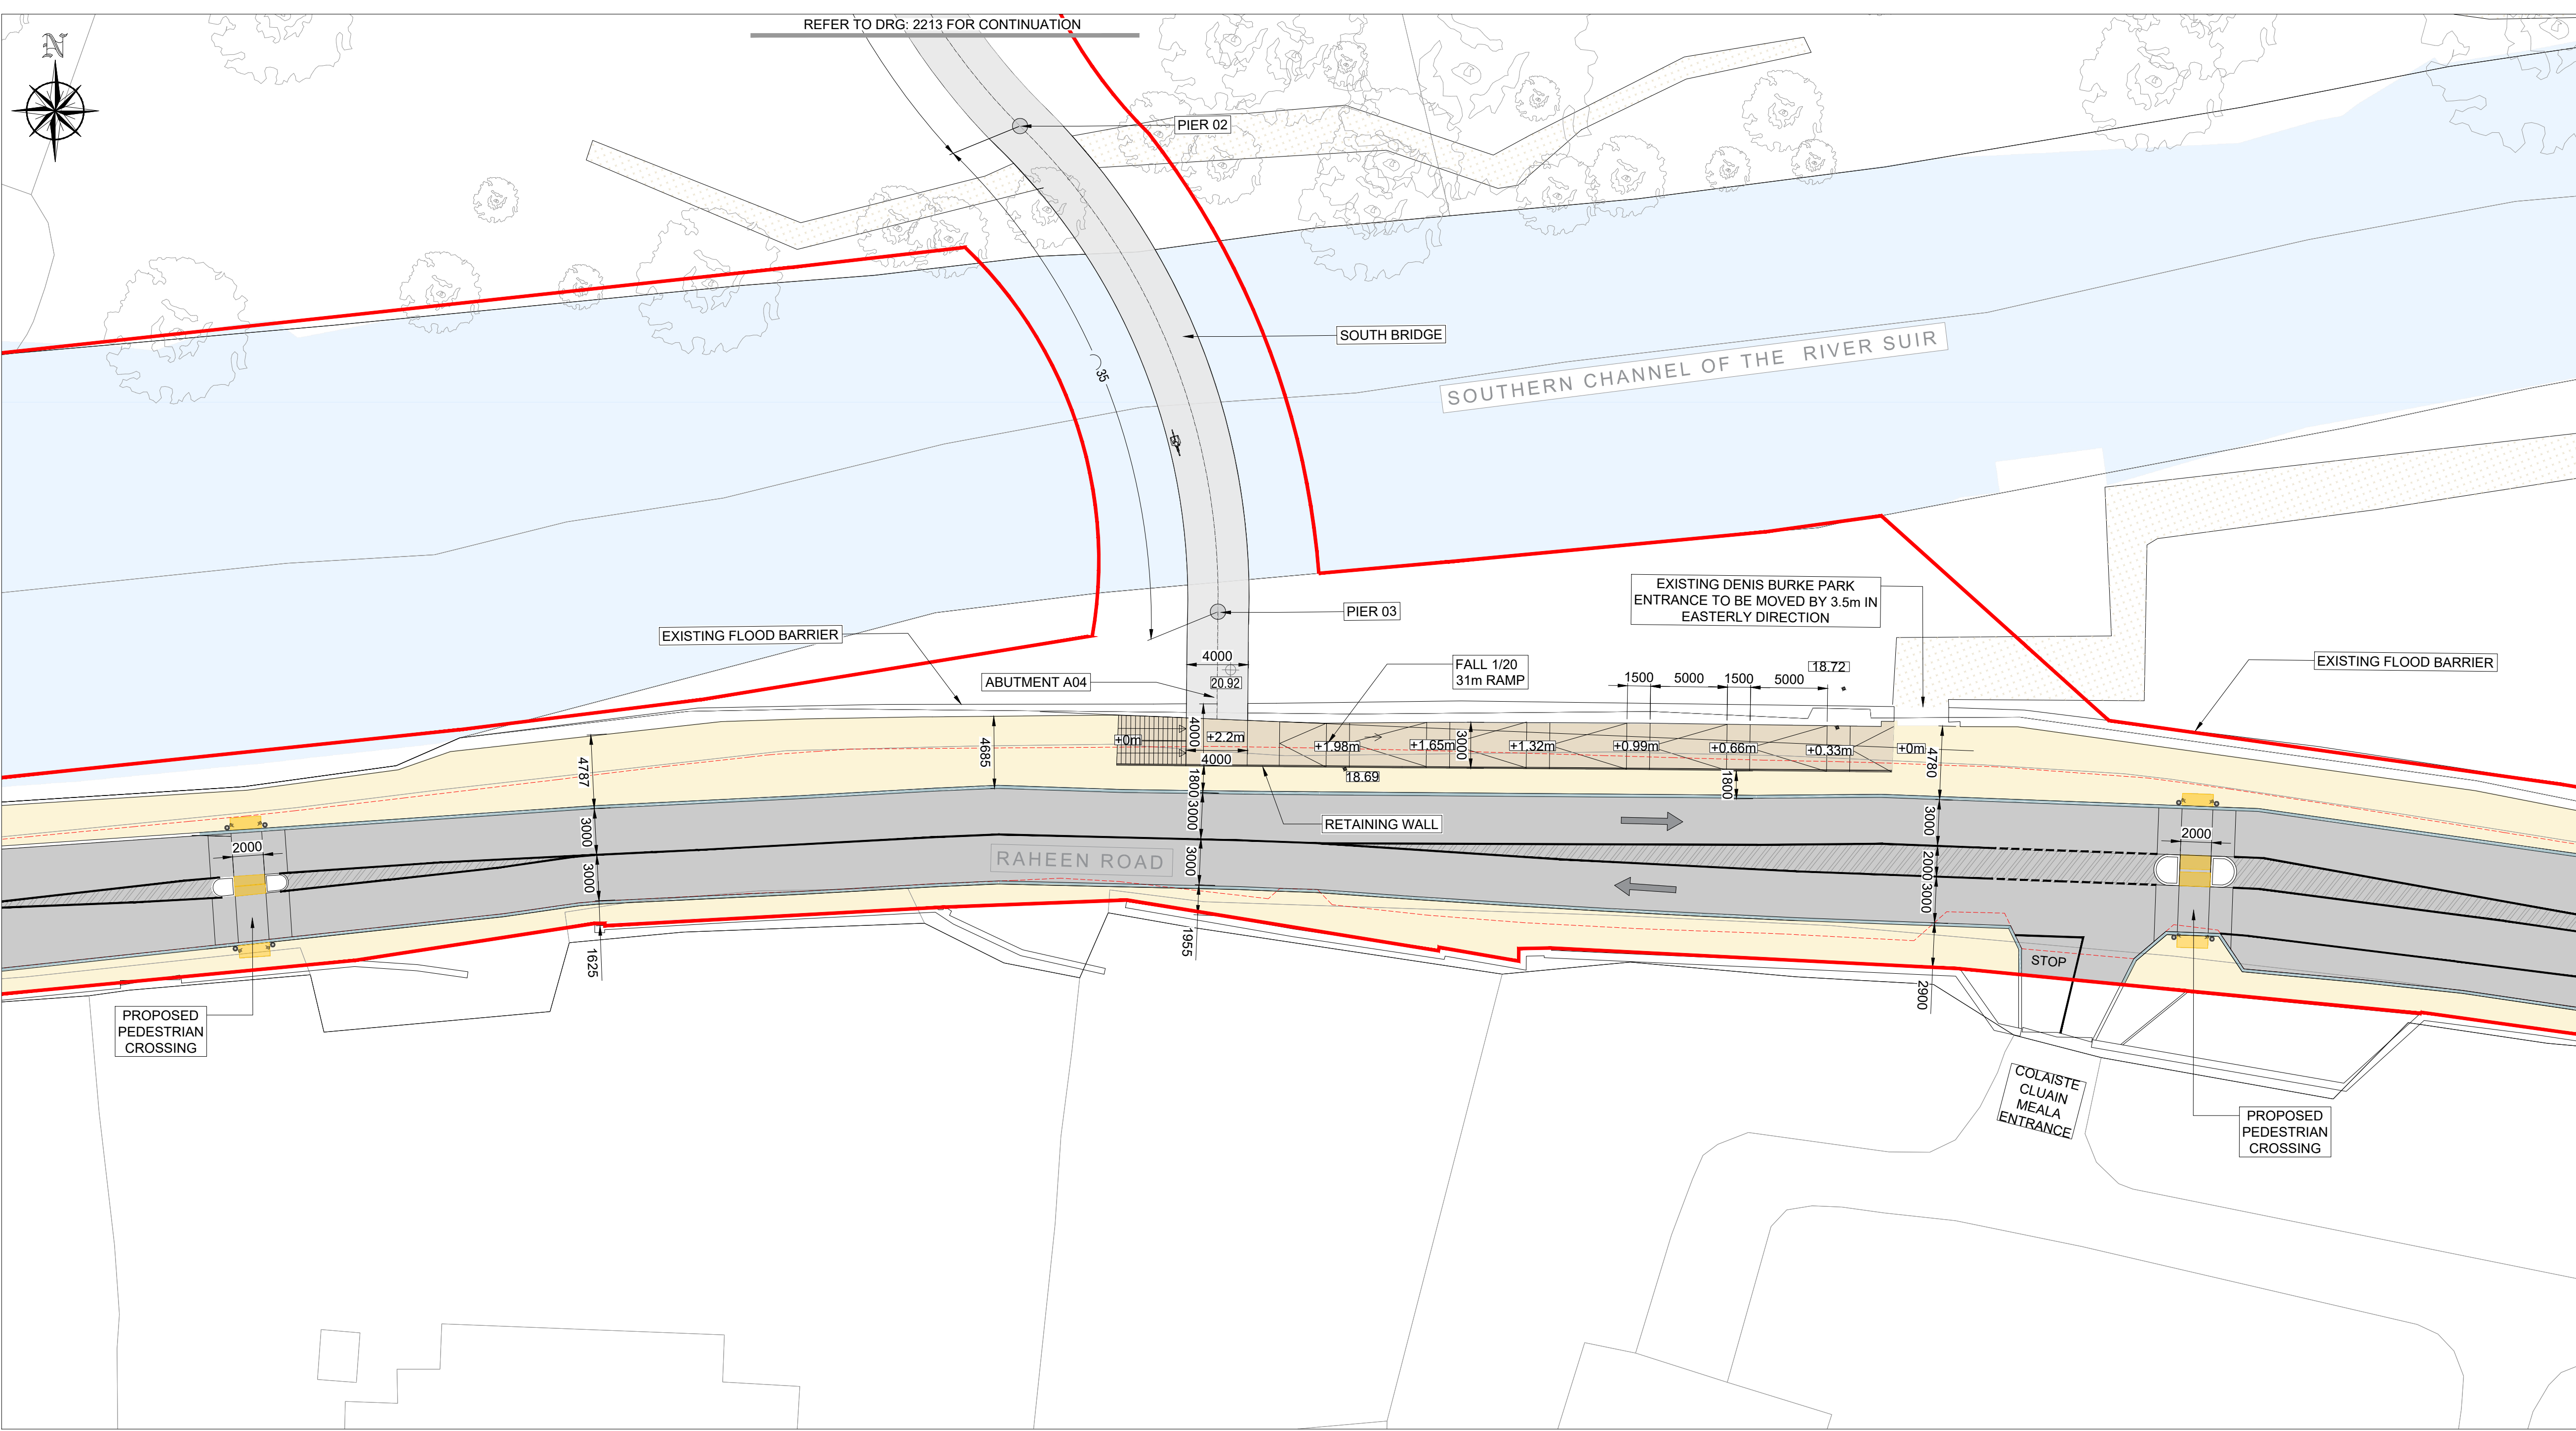 REFER TO DRG: 2213 FOR CONTINUATION
N
PIER 02
SOUTH BRIDGE
SOUTHERN CHANNEL OF THE RIVER SUIR
35
EXISTING DENIS BURKE PARK
ENTRANCE TO BE MOVED BY 3.5m IN
EASTERLY DIRECTION
PIER 03
EXISTING FLOOD BARRIER
4000
20.92
ABUTMENT A04
FALL 1/20
31m RAMP
1500
5000
1500
5000
18.72
EXISTING FLOOD BARRIER
4787
4685
+0m
4000
+2.2m
4000
+1.98m
+1.65m
3000
+1.32m
+0.99m
+0.66m
+0.33m
+0m
4780
1800
18.69
1800
3000
3000
3000
RETAINING WALL
2000
3000
3000
RAHEEN ROAD
2000
3000
2000
1625
1955
2900
STOP
PROPOSED
PEDESTRIAN
CROSSING
COLAISTE
CLUAIN
MEALA
ENTRANCE
PROPOSED
PEDESTRIAN
CROSSING